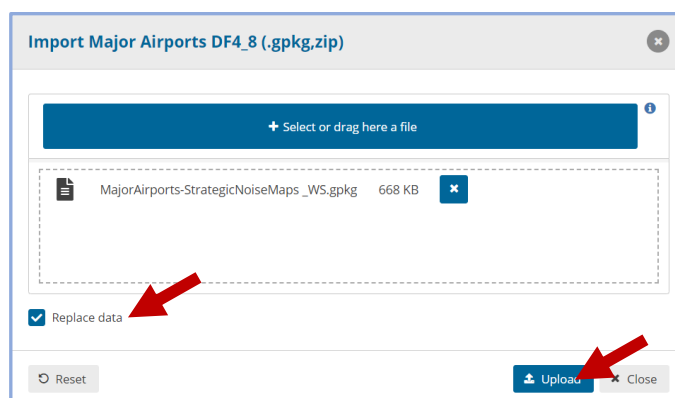 Import Major Airports DF4_8 (.gpkg,zip)
+ Select or drag here a file
MajorAirports-StrategicNoiseMaps _WS.gpkg 668 KB
Replace data
Reset
Upload
Close